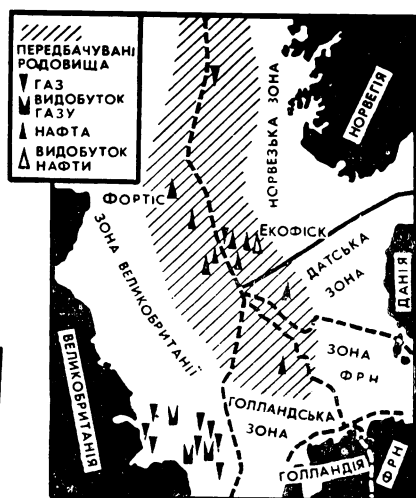 ПЕРЕДБАЧУВАНІ
РОДОВИЩА
ГАЗ
ВИДОБУТОК
ГАЗУ
НАФТА
ВИДОБУТОК
НАФТИ
НОРВЕЗЬКА ЗОНА
НОРВЕГІЯ
ФОРТІС
ЕКОФІСК
ЗОНА ВЕЛИКОБРИТАНІЇ
ДАТСЬКА
ЗОНА
ДАНІЯ
ВЕЛИКОБРИТАНІЯ
ЗОНА
ФРН
ГОЛЛАНДСЬКА
ЗОНА
ГОЛЛАНДІЯ
ФРН